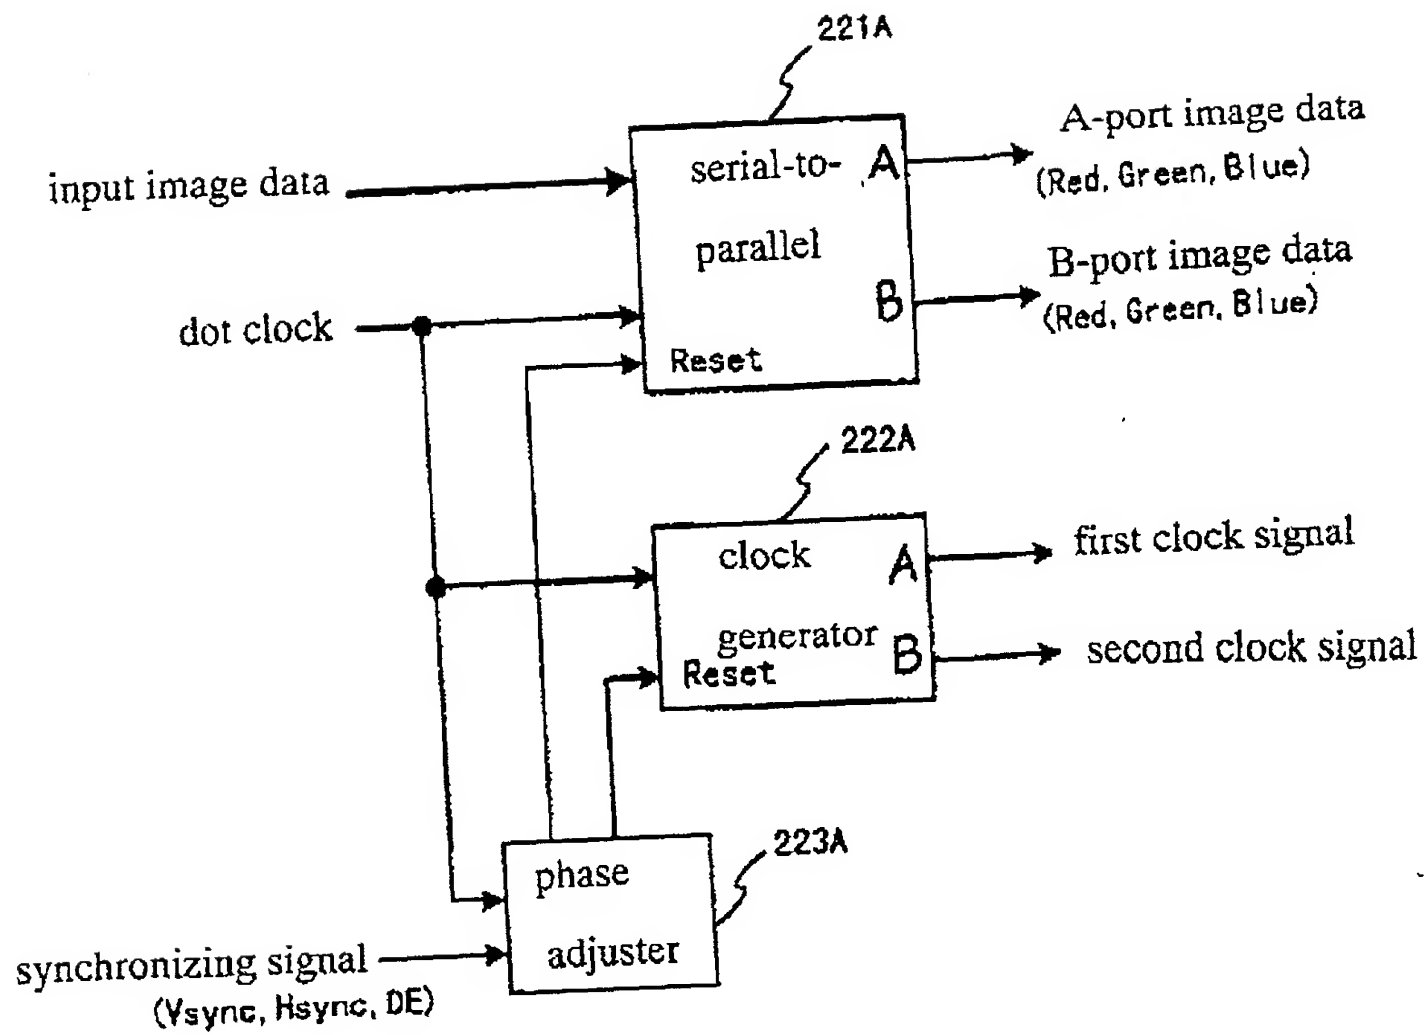 221A
input image data
serial-to-
parallel
A
B
Reset
A-port image data
(Red, Green, Blue)
B-port image data
(Red, Green, Blue)
dot clock
222A
clock
generator
A
B
Reset
first clock signal
second clock signal
223A
phase
adjuster
synchronizing signal
(Vsync, Hsync, DE)